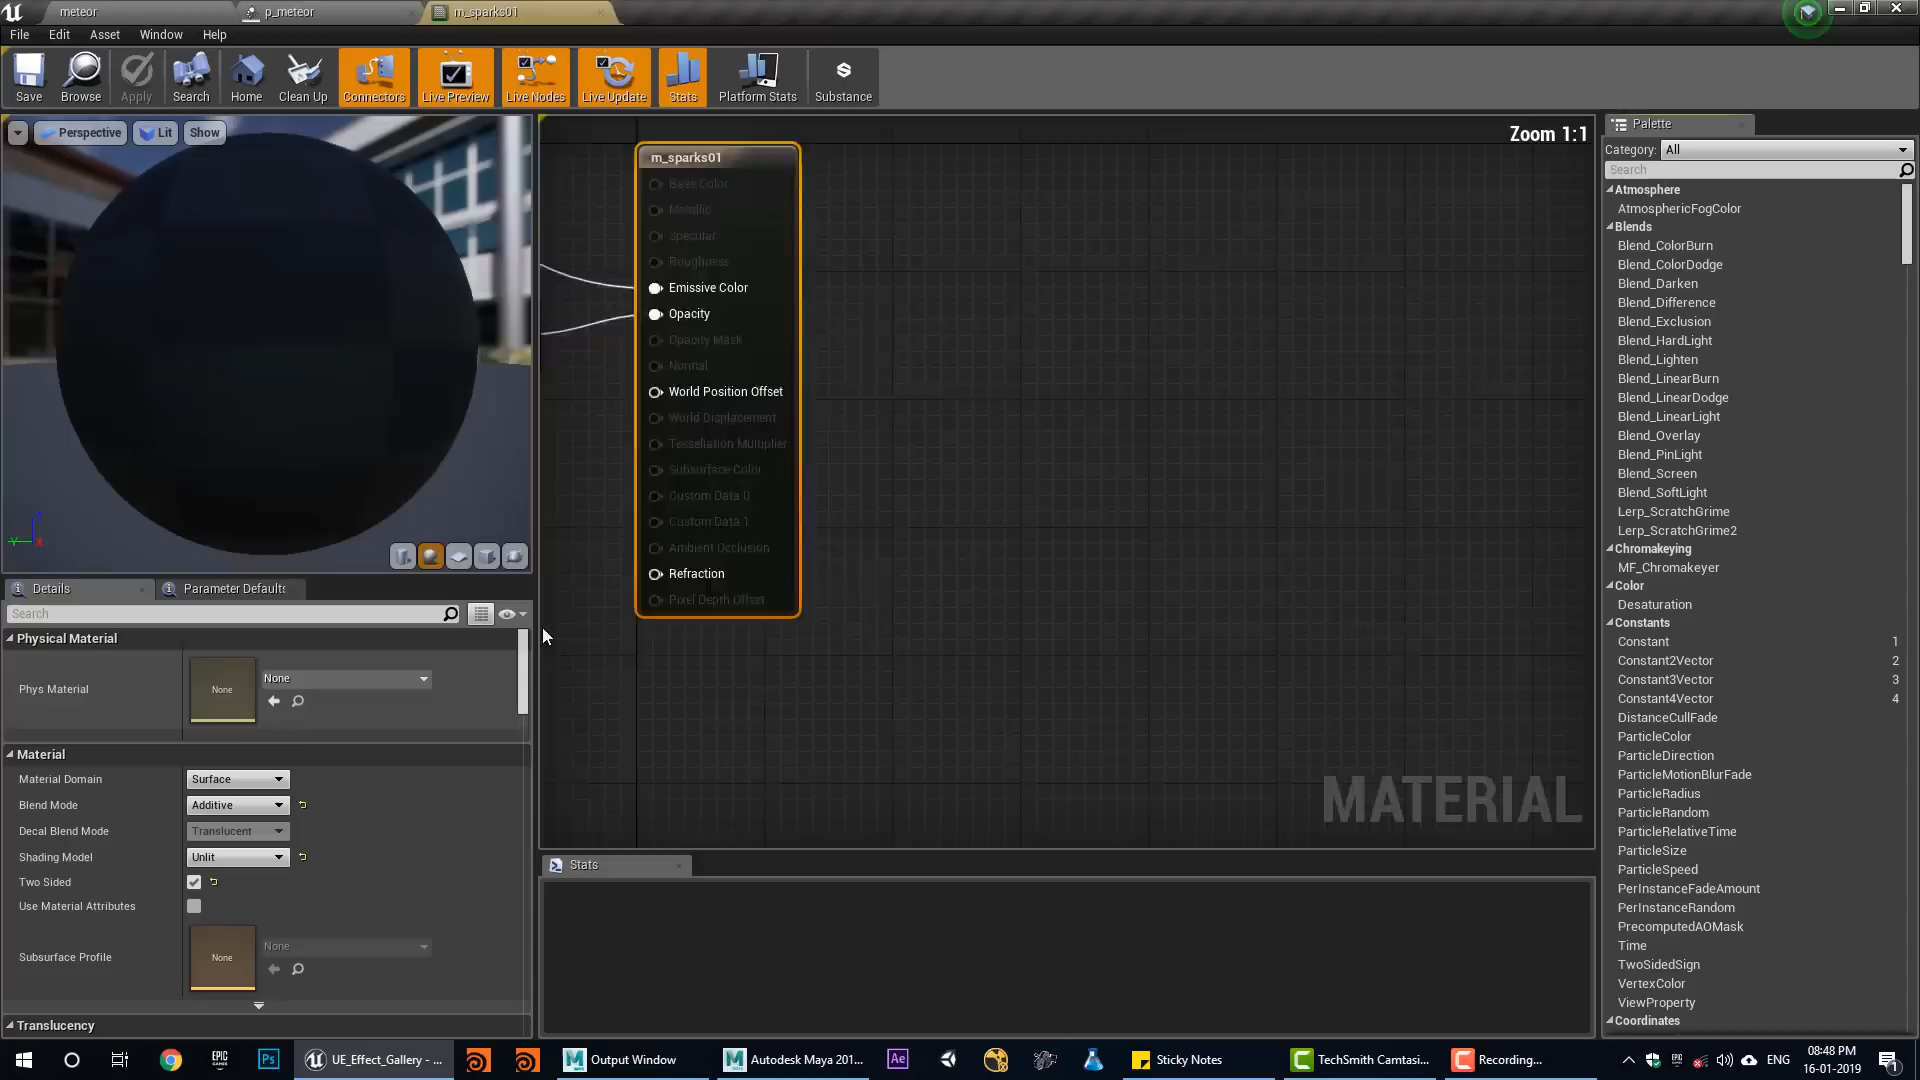 meteor
p_meteor
m_sparks01
File Edit Asset Window Help
Save Browse Apply Search Home Clean Up Connectors Live Preview Live Nodes Live Update Stats Platform Stats Substance
Perspective Lit Show
Details
Parameter Defaults
Search
Physical Material
Phys Material
None
None
Material
Material Domain Surface
Blend Mode Additive
Decal Blend Mode Translucent
Shading Model Unlit
Two Sided
Use Material Attributes
Subsurface Profile
None
None
Translucency
Zoom 1:1
m_sparks01
Base Color
Metallic
Specular
Roughness
Emissive Color
Opacity
Opacity Mask
Normal
World Position Offset
World Displacement
Tessellation Multiplier
Subsurface Color
Custom Data 0
Custom Data 1
Ambient Occlusion
Refraction
Pixel Depth Offset
MATERIAL
Stats
Palette
Category: All
Search
Atmosphere
AtmosphericFogColor
Blends
Blend_ColorBurn
Blend_ColorDodge
Blend_Darken
Blend_Difference
Blend_Exclusion
Blend_HardLight
Blend_Lighten
Blend_LinearBurn
Blend_LinearDodge
Blend_LinearLight
Blend_Overlay
Blend_PinLight
Blend_Screen
Blend_SoftLight
Lerp_ScratchGrime
Lerp_ScratchGrime2
Chromakeying
MF_Chromakeyer
Color
Desaturation
Constants
Constant 1
Constant2Vector 2
Constant3Vector 3
Constant4Vector 4
DistanceCullFade
ParticleColor
ParticleDirection
ParticleMotionBlurFade
ParticleRadius
ParticleRandom
ParticleRelativeTime
ParticleSize
ParticleSpeed
PerInstanceFadeAmount
PerInstanceRandom
PrecomputedAOMask
Time
TwoSidedSign
VertexColor
ViewProperty
Coordinates
EPIC GAMES
Ps
UE_Effect_Gallery - ...
Output Window
Autodesk Maya 201...
Ae
Sticky Notes
TechSmith Camtasi...
Recording...
ENG
08:48 PM
16-01-2019
1